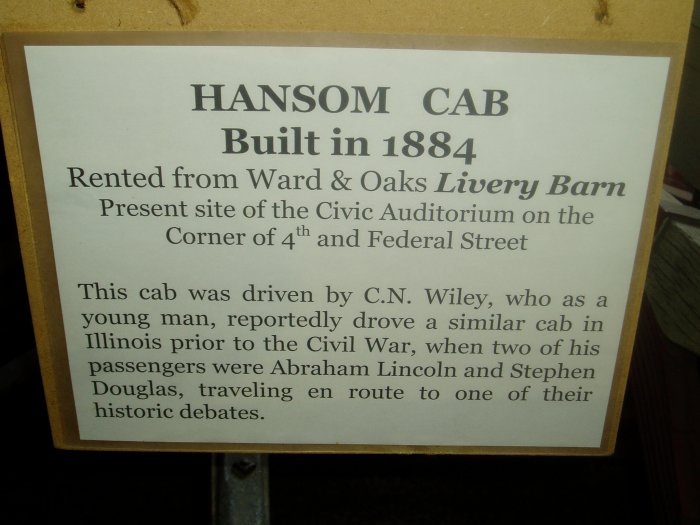 HANSOM CAB
Built in 1884
Rented from Ward & Oaks Livery Barn
Present site of the Civic Auditorium on the
Corner of 4th and Federal Street
This cab was driven by C.N. Wiley, who as a
young man, reportedly drove a similar cab in
Illinois prior to the Civil War, when two of his
passengers were Abraham Lincoln and Stephen
Douglas, traveling en route to one of their
historic debates.